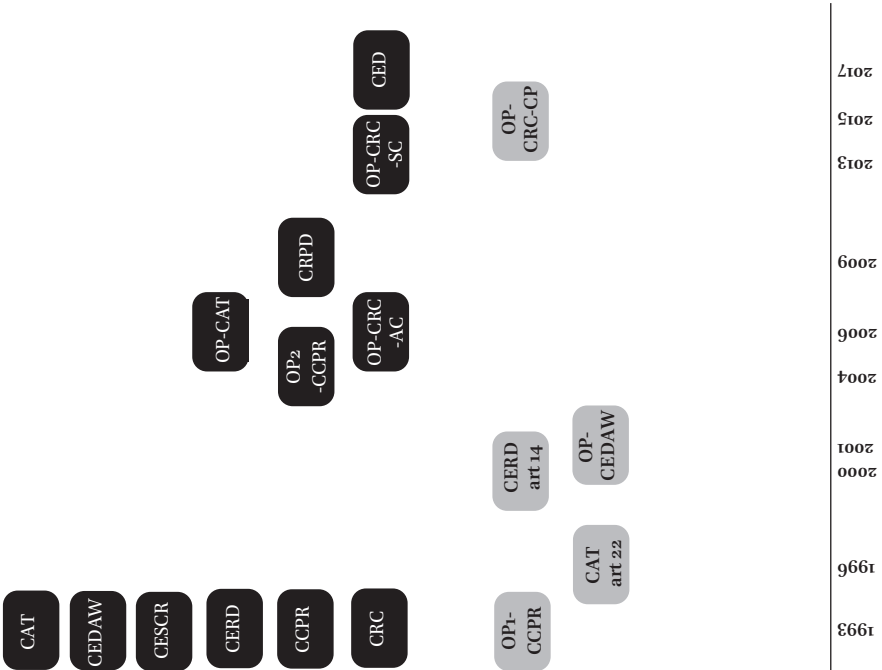 CAT
CEDAW
CESCR
CERD
CCPR
CRC
OP-CAT
OP2
-CCPR
CRPD
OP-CRC
-AC
OP-CRC
-SC
CED
OP1-
CCPR
CAT
art 22
CERD
art 14
OP-
CEDAW
OP-
CRC-CP
1993
1996
2000
2001
2004
2006
2009
2013
2015
2017